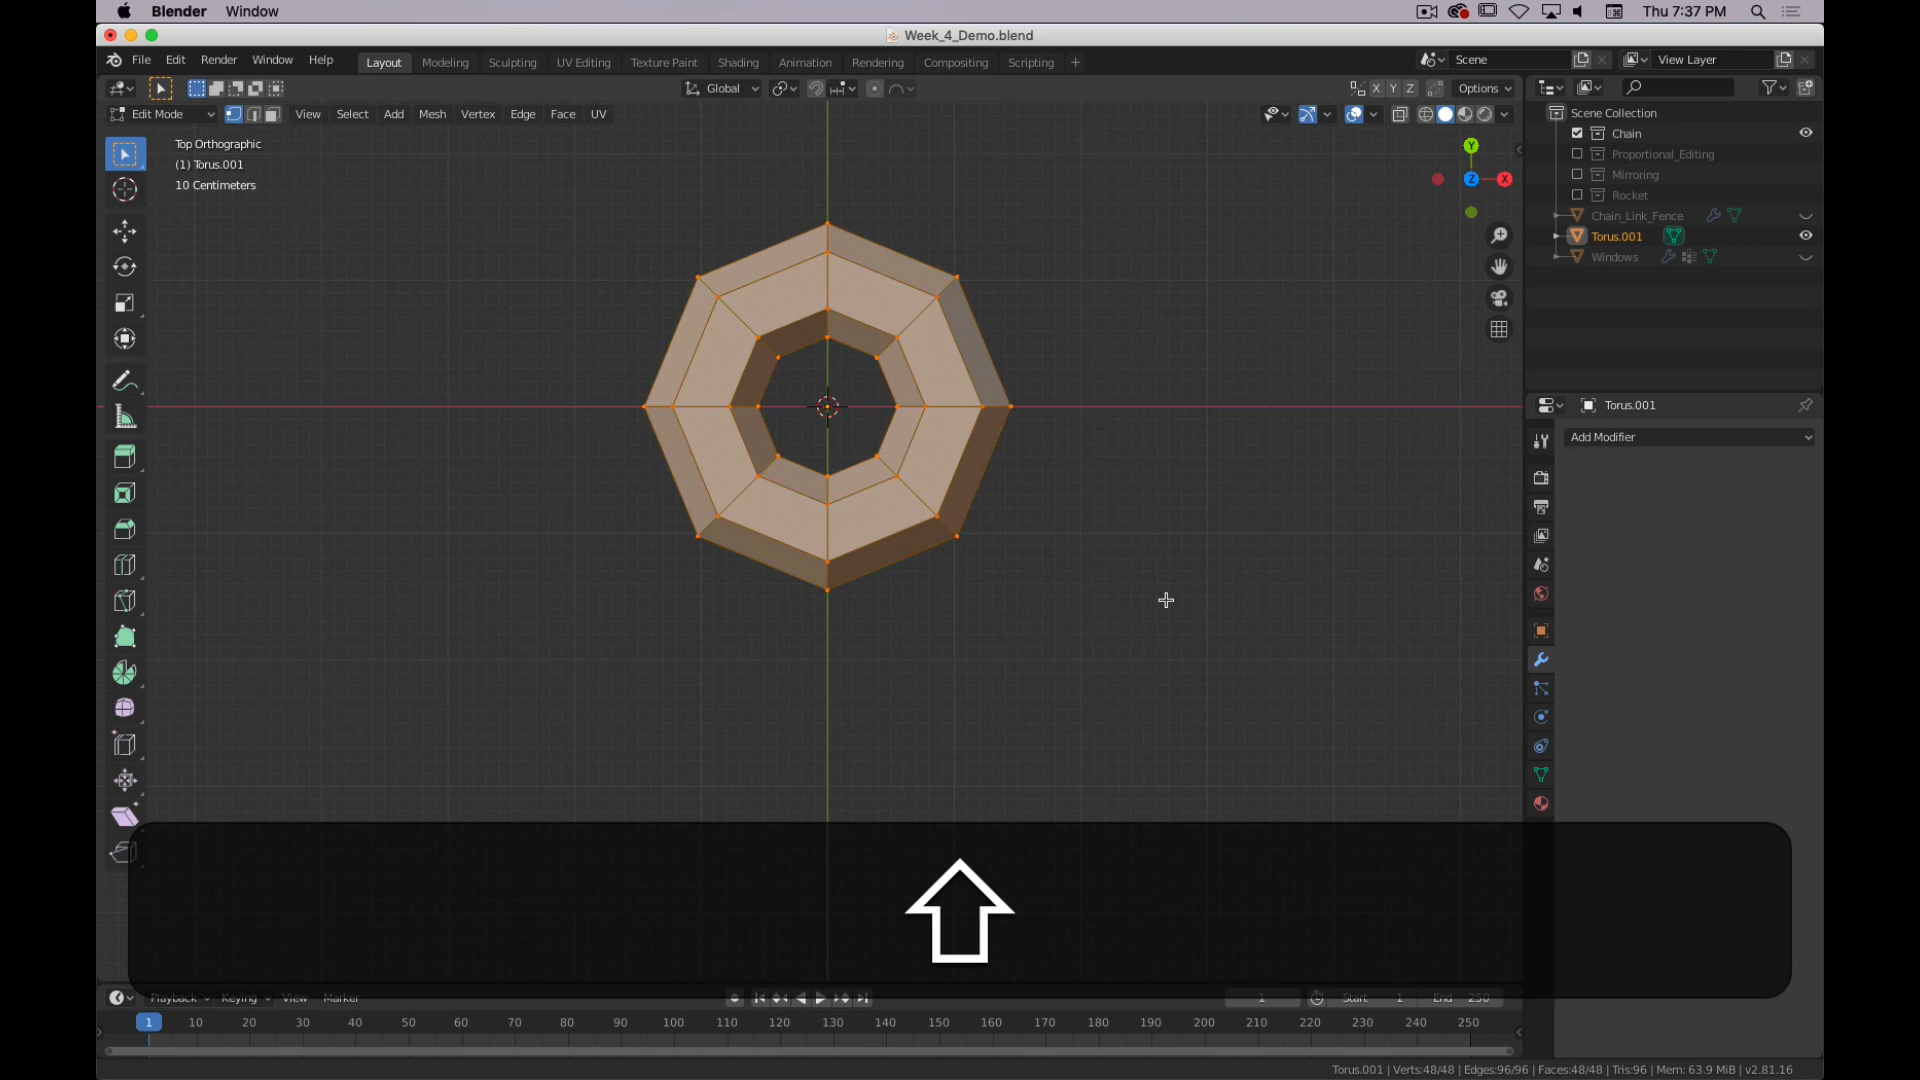 Blender Window Thu 7:37 PM
Week_4_Demo.blend
File Edit Render Window Help Layout Modeling Sculpting UV Editing Texture Paint Shading Animation Rendering Compositing Scripting + Scene View Layer
Global X Y Z Options
Edit Mode View Select Add Mesh Vertex Edge Face UV
Top Orthographic
(1) Torus.001
10 Centimeters
Y
Z X
Scene Collection
Chain
Proportional_Editing
Mirroring
Rocket
Chain_Link_Fence
Torus.001
Windows
Torus.001
Add Modifier
Playback Keying View Marker 1 Start 1 End 250
1 10 20 30 40 50 60 70 80 90 100 110 120 130 140 150 160 170 180 190 200 210 220 230 240 250
Torus.001 | Verts:48/48 | Edges:96/96 | Faces:48/48 | Tris:96 | Mem: 63.9 MiB | v2.81.16